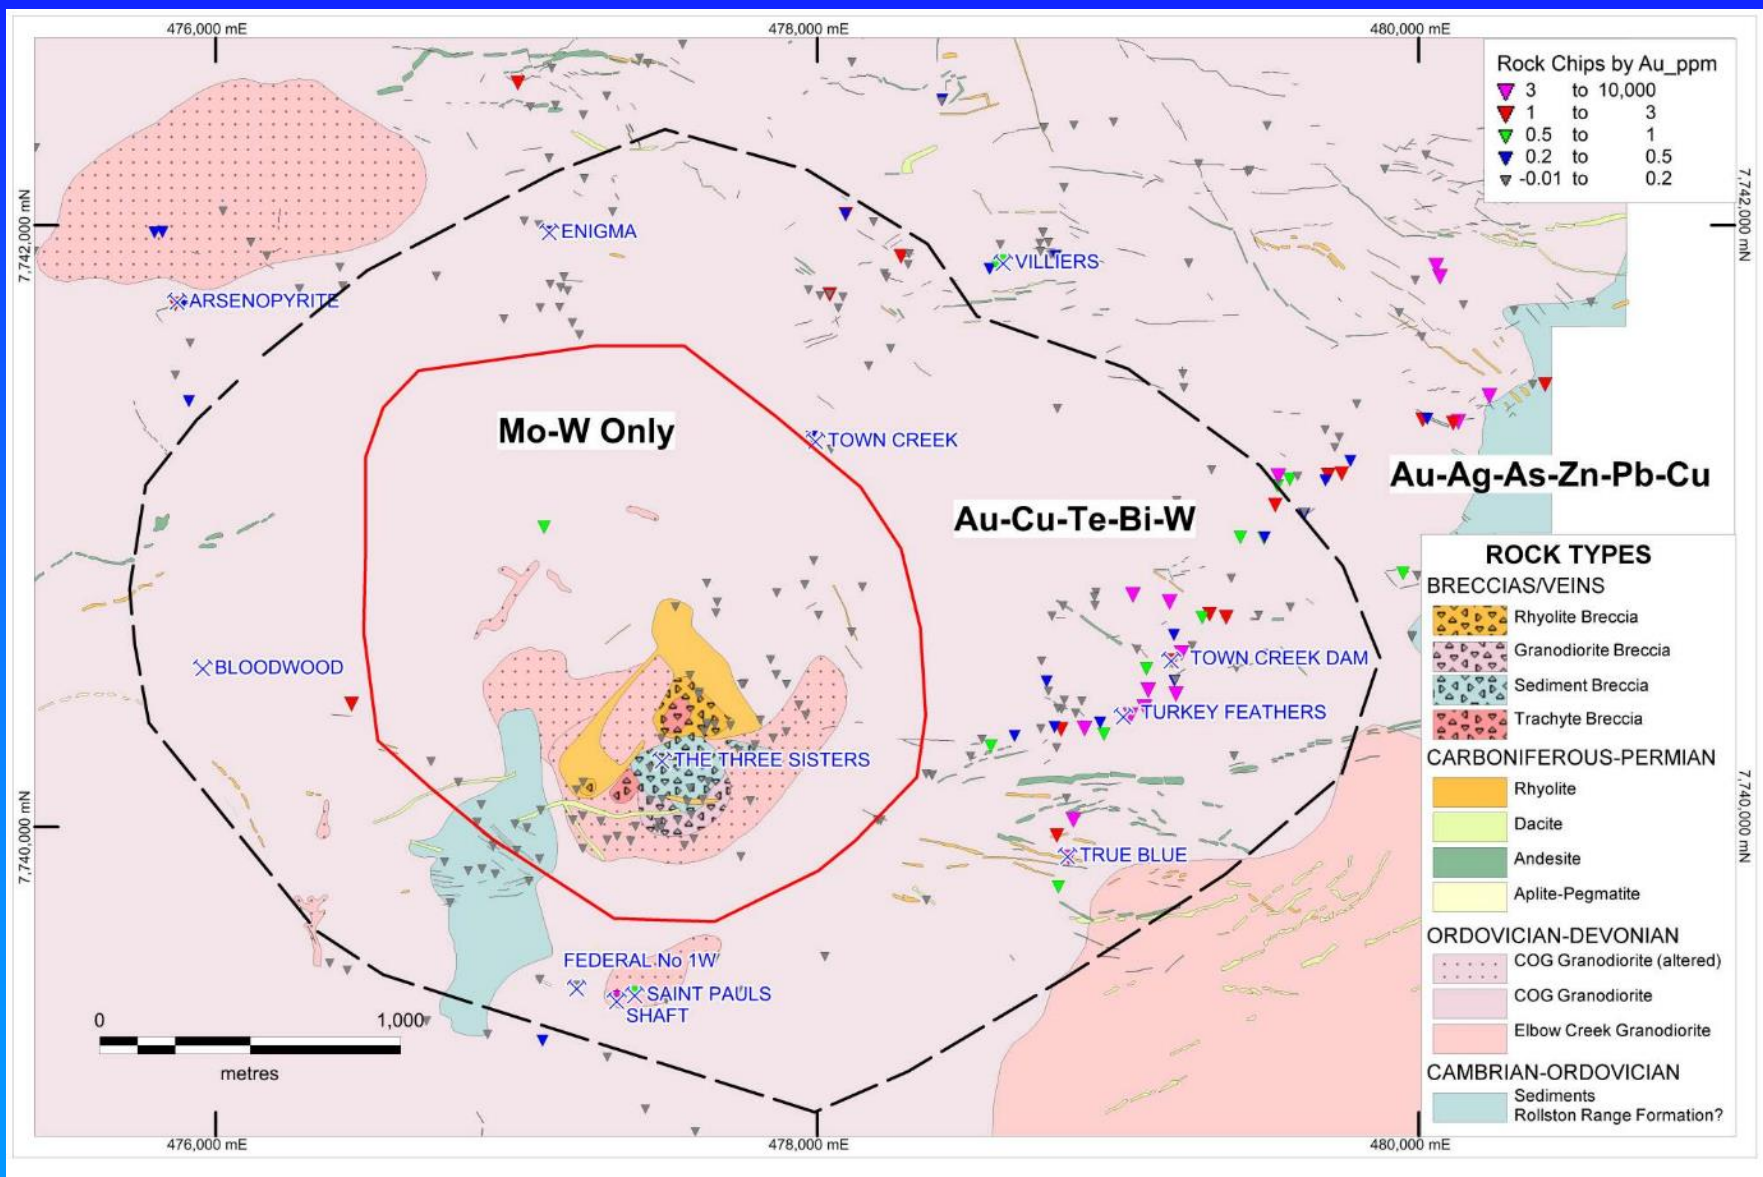 476,000 mE
478,000 mE
480,000 mE
Rock Chips by Au_ppm
3 to 10,000
1 to 3
0.5 to 1
0.2 to 0.5
-0.01 to 0.2
7,742,000 mN
7,742,000 mN
ENIGMA
VILLIERS
ARSENOPYRITE
Mo-W Only
TOWN CREEK
Au-Ag-As-Zn-Pb-Cu
Au-Cu-Te-Bi-W
BLOODWOOD
TOWN CREEK DAM
TURKEY FEATHERS
THE THREE SISTERS
7,740,000 mN
7,740,000 mN
TRUE BLUE
FEDERAL No 1W
SAINT PAULS
SHAFT
0 1,000
metres
ROCK TYPES
BRECCIAS/VEINS
Rhyolite Breccia
Granodiorite Breccia
Sediment Breccia
Trachyte Breccia
CARBONIFEROUS-PERMIAN
Rhyolite
Dacite
Andesite
Aplite-Pegmatite
ORDOVICIAN-DEVONIAN
COG Granodiorite (altered)
COG Granodiorite
Elbow Creek Granodiorite
CAMBRIAN-ORDOVICIAN
Sediments
Rollston Range Formation?
476,000 mE
478,000 mE
480,000 mE